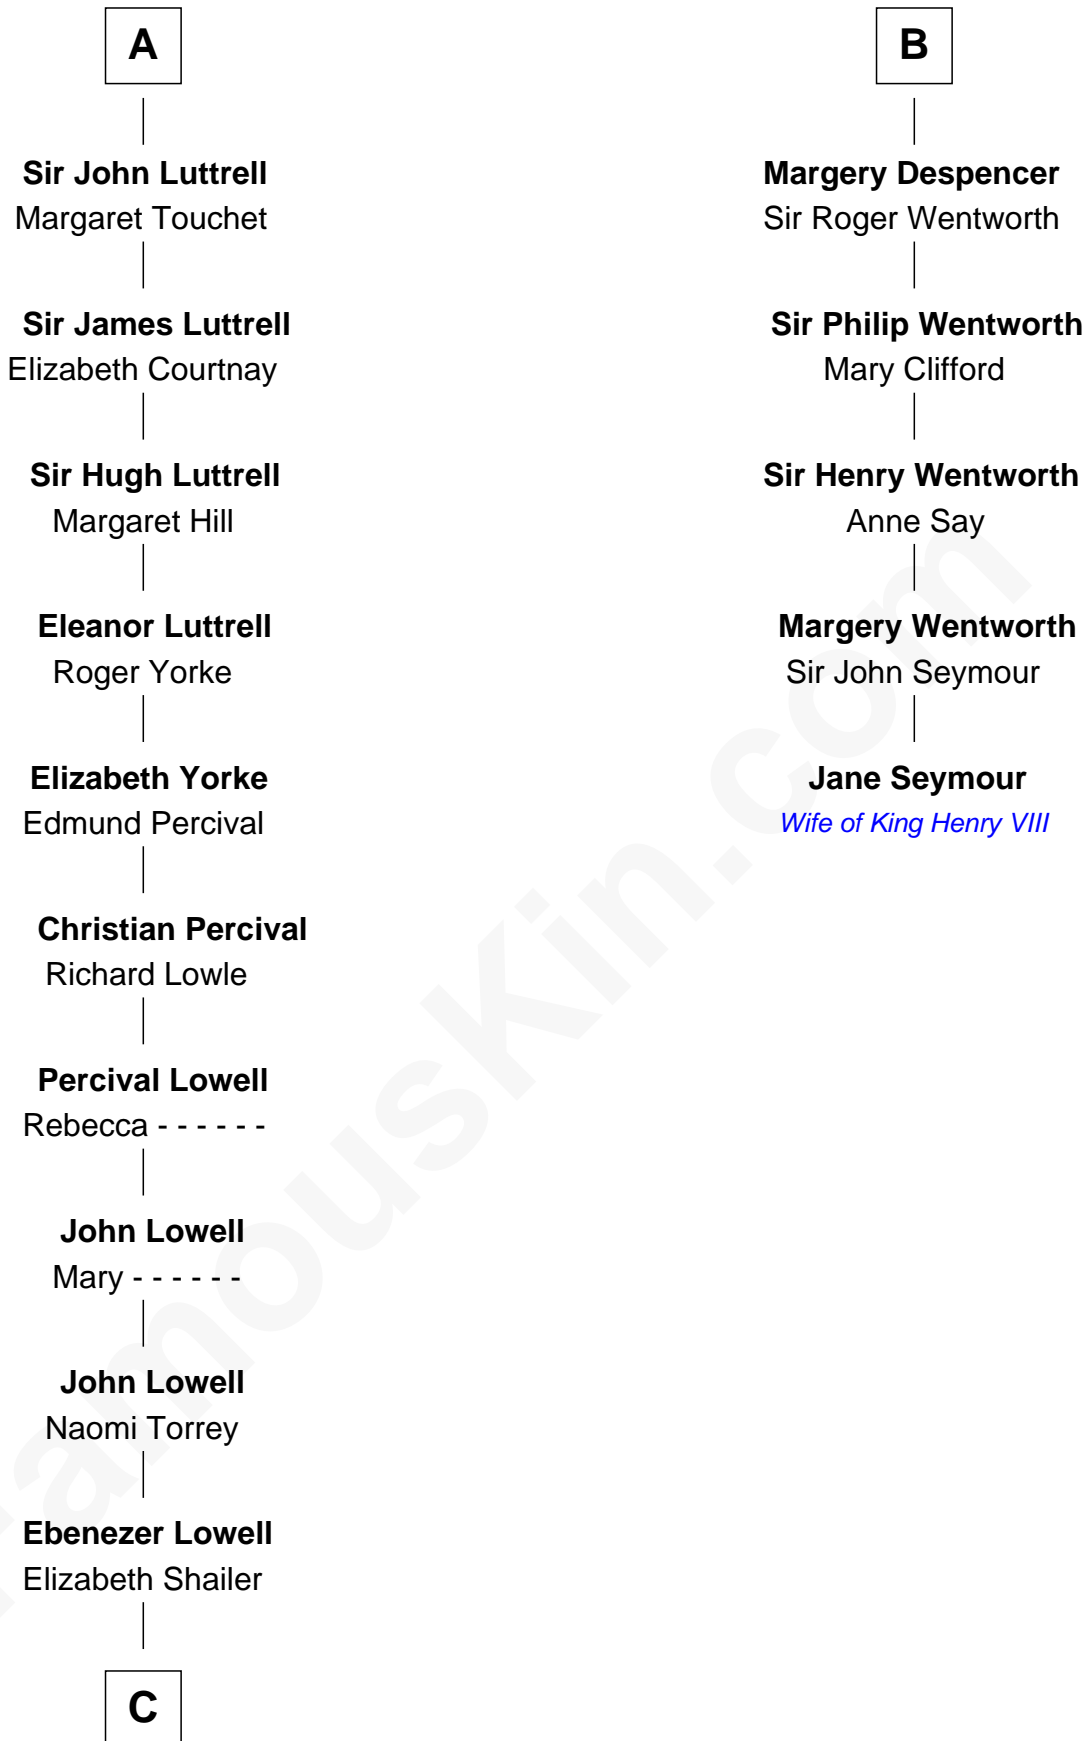 A
Sir John Luttrell
Margaret Touchet
Sir James Luttrell
Elizabeth Courtnay
Sir Hugh Luttrell
Margaret Hill
Eleanor Luttrell
Roger Yorke
Elizabeth Yorke
Edmund Percival
Christian Percival
Richard Lowle
Percival Lowell
Rebecca - - - - - -
John Lowell
Mary - - - - - -
John Lowell
Naomi Torrey
Ebenezer Lowell
Elizabeth Shailer
C
B
Margery Despencer
Sir Roger Wentworth
Sir Philip Wentworth
Mary Clifford
Sir Henry Wentworth
Anne Say
Margery Wentworth
Sir John Seymour
Jane Seymour
Wife of King Henry VIII
FamousKin.com